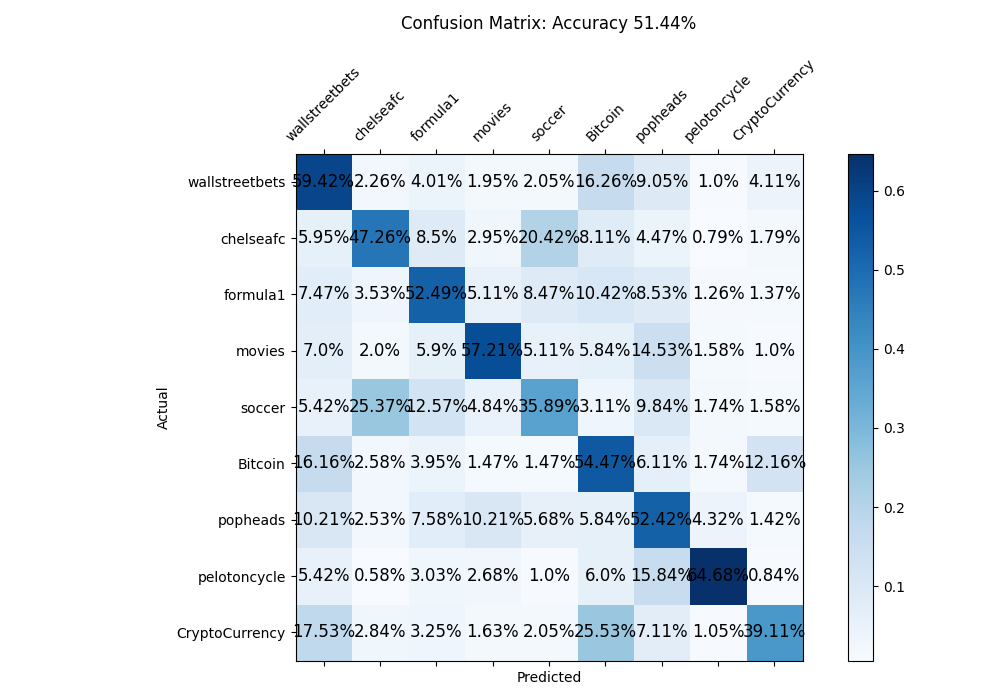 Confusion Matrix: Accuracy 51.44%
wallstreetbets chelseafc formula1 movies soccer Bitcoin popheads pelotoncycle CryptoCurrency
wallstreetbets 59.42% 2.26% 4.01% 1.95% 2.05% 16.26% 9.05% 1.0% 4.11%
chelseafc 5.95% 47.26% 8.5% 2.95% 20.42% 8.11% 4.47% 0.79% 1.79%
formula1 7.47% 3.53% 52.49% 5.11% 8.47% 10.42% 8.53% 1.26% 1.37%
movies 7.0% 2.0% 5.9% 57.21% 5.11% 5.84% 14.53% 1.58% 1.0%
soccer 5.42% 25.37% 12.57% 4.84% 35.89% 3.11% 9.84% 1.74% 1.58%
Bitcoin 16.16% 2.58% 3.95% 1.47% 1.47% 54.47% 6.11% 1.74% 12.16%
popheads 10.21% 2.53% 7.58% 10.21% 5.68% 5.84% 52.42% 4.32% 1.42%
pelotoncycle 5.42% 0.58% 3.03% 2.68% 1.0% 6.0% 15.84% 64.68% 0.84%
CryptoCurrency 17.53% 2.84% 3.25% 1.63% 2.05% 25.53% 7.11% 1.05% 39.11%
Actual
Predicted
0.6
0.5
0.4
0.3
0.2
0.1